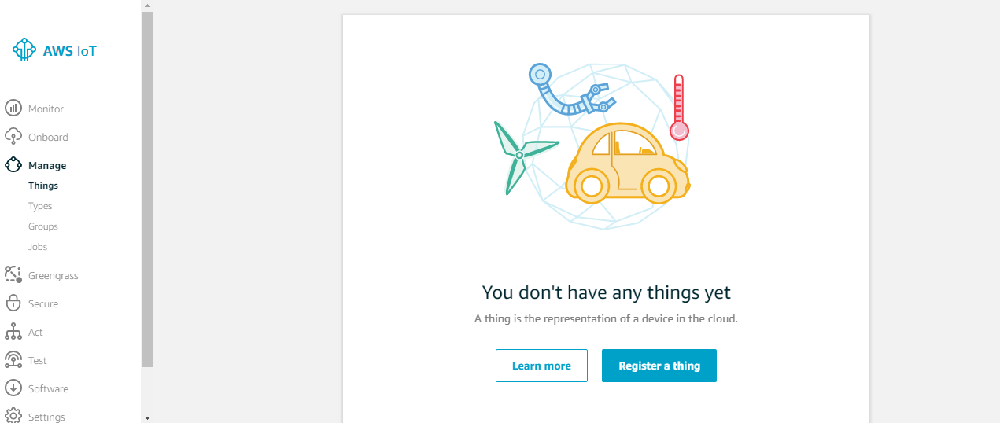 AWS IoT
Monitor
Onboard
Manage
Things
Types
Groups
Jobs
Greengrass
Secure
Act
Test
Software
Settings
You don't have any things yet
A thing is the representation of a device in the cloud.
Learn more
Register a thing